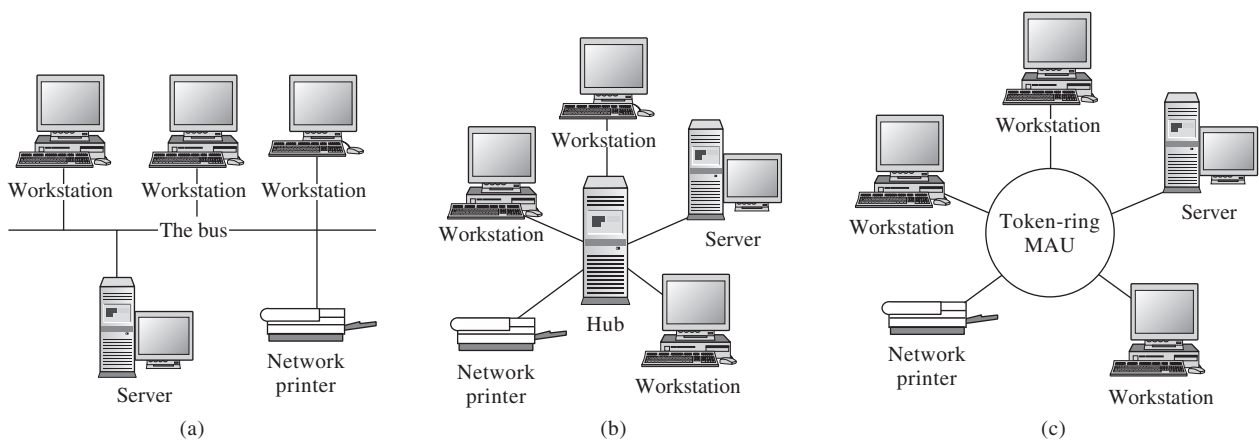 Workstation
Workstation
Workstation
The bus
Server
Network
printer
(a)
Workstation
Workstation
Server
Hub
Network
printer
Workstation
(b)
Workstation
Workstation
Server
Token-ring
MAU
Network
printer
Workstation
(c)